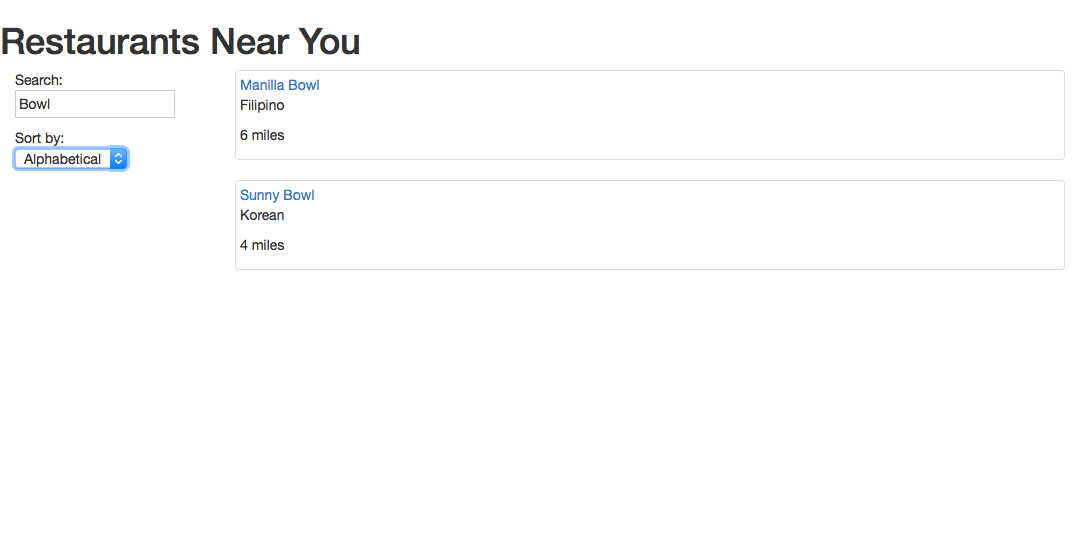 Restaurants Near You
Search:
Bowl
Sort by:
Alphabetical
Manilla Bowl
Filipino
6 miles
Sunny Bowl
Korean
4 miles